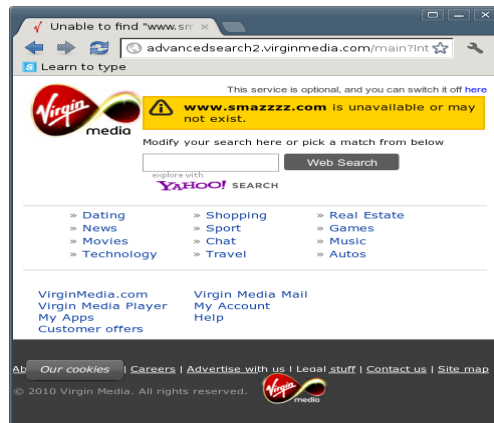 Unable to find "www.sm
advancedsearch2.virginmedia.com/main?Int
S Learn to type
This service is optional, and you can switch it off here
Virgin media
www.smazzzz.com is unavailable or may
not exist.
Modify your search here or pick a match from below
Web Search
explore with
YAHOO! SEARCH
» Dating » Shopping » Real Estate
» News » Sport » Games
» Movies » Chat » Music
» Technology » Travel » Autos
VirginMedia.com Virgin Media Mail
Virgin Media Player My Account
My Apps Help
Customer offers
Ab Our cookies | Careers | Advertise with us | Legal stuff | Contact us | Site map
© 2010 Virgin Media. All rights reserved.
Virgin media